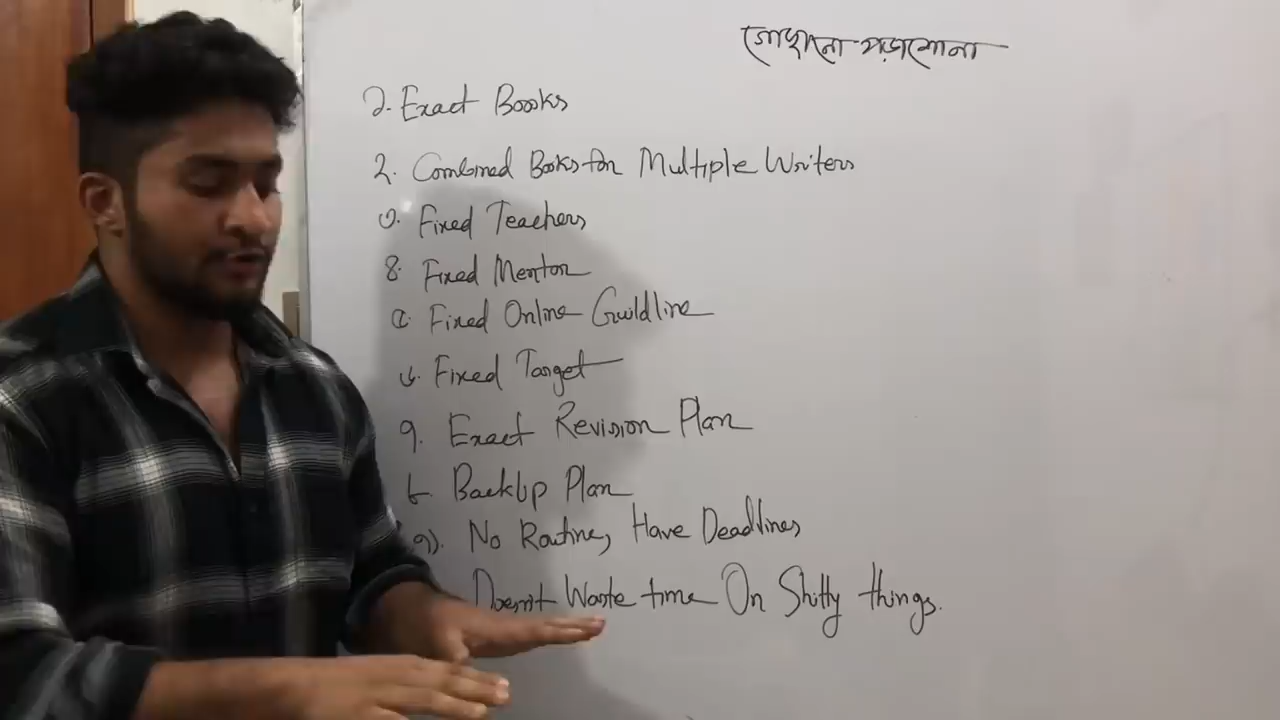 গোছানো পড়াশোনা
১. Exact Books
২. Combined Books for Multiple Writers
৩. Fixed Teachers
৪. Fixed Mentor
৫. Fixed Online Guildline
৬. Fixed Target
৭. Exact Revision Plan
৮. BackUp Plan
৯). No Routine, Have Deadlines
Doesn't Waste time On Shitty things.